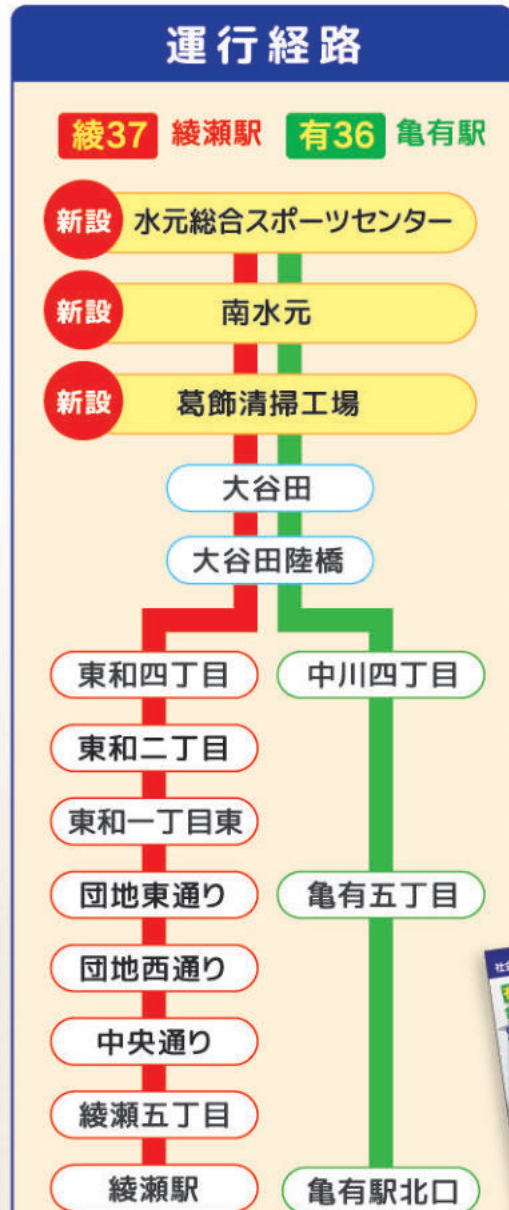 運行経路
綾37 綾瀬駅 有36 亀有駅
新設 水元総合スポーツセンター
新設 南水元
新設 葛飾清掃工場
大谷田
大谷田陸橋
東和四丁目 中川四丁目
東和二丁目
東和一丁目東
団地東通り 亀有五丁目
団地西通り
中央通り
綾瀬五丁目
綾瀬駅 亀有駅北口